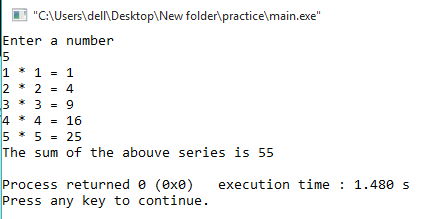 "C:\Users\dell\Desktop\New folder\practice\main.exe"
Enter a number
5
1 * 1 = 1
2 * 2 = 4
3 * 3 = 9
4 * 4 = 16
5 * 5 = 25
The sum of the abouve series is 55
Process returned 0 (0x0)   execution time : 1.480 s
Press any key to continue.